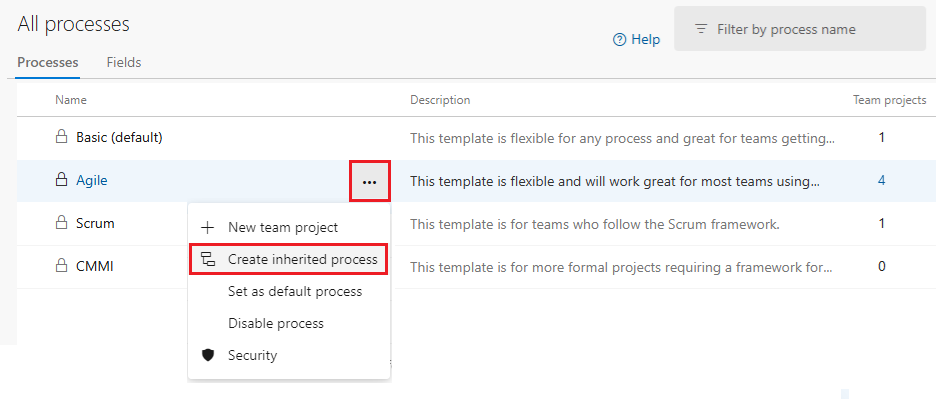 All processes
Help
Filter by process name
Processes Fields
Name Description Team projects
Basic (default) This template is flexible for any process and great for teams getting... 1
Agile ... This template is flexible and will work great for most teams using... 4
Scrum This template is for teams who follow the Scrum framework. 1
New team project
Create inherited process
CMMI This template is for more formal projects requiring a framework for... 0
Set as default process
Disable process
Security